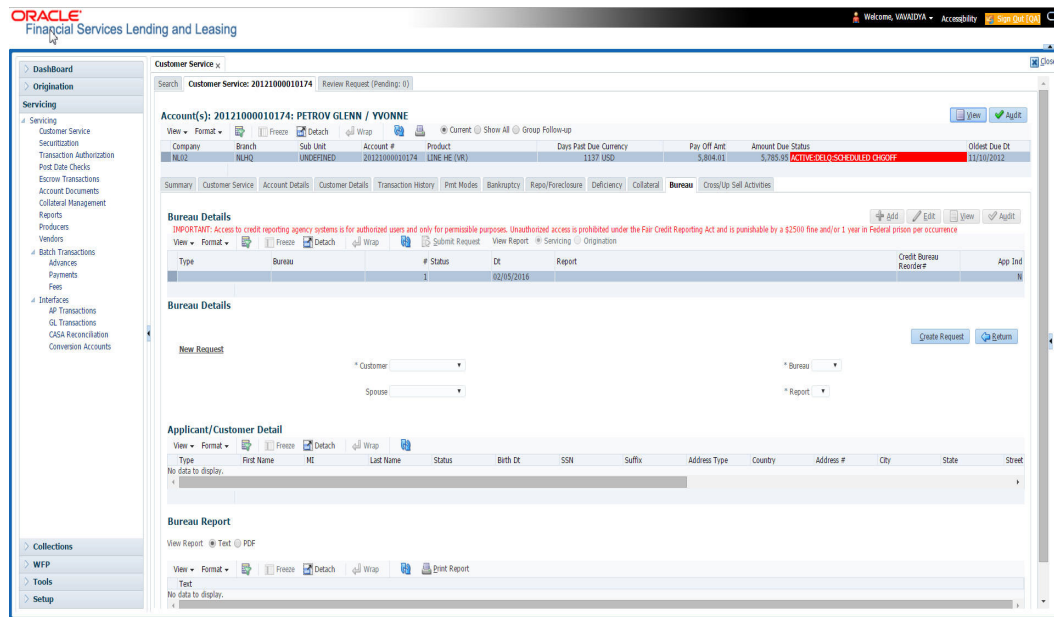 ORACLE
Financial Services Lending and Leasing
Welcome, VAVAIDYA Accessibility Sign Out [QA]
Close
DashBoard
Origination
Servicing
Servicing
Customer Service
Securitization
Transaction Authorization
Post Date Checks
Escrow Transactions
Account Documents
Collateral Management
Reports
Producers
Vendors
Batch Transactions
Advances
Payments
Fees
Interfaces
AP Transactions
GL Transactions
CASA Reconciliation
Conversion Accounts
Collections
WFP
Tools
Setup
Customer Service x
Search Customer Service: 20121000010174 Review Request (Pending: 0)
Account(s): 20121000010174: PETROV GLENN / YVONNE
View Audit
View Format Freeze Detach Wrap Current Show All Group Follow-up
Company Branch Sub Unit Account # Product Days Past Due Currency Pay Off Amt Amount Due Status Oldest Due Dt
NL02 NLHQ UNDEFINED 20121000010174 LINE HE (VR) 1137 USD 5,804.01 5,785.95 ACTIVE:DELQ:SCHEDULED CHGOFF 11/10/2012
Summary Customer Service Account Details Customer Details Transaction History Pmt Modes Bankruptcy Repo/Foreclosure Deficiency Collateral Bureau Cross/Up Sell Activities
Bureau Details
Add Edit View Audit
IMPORTANT: Access to credit reporting agency systems is for authorized users and only for permissible purposes. Unauthorized access is prohibited under the Fair Credit Reporting Act and is punishable by a $2500 fine and/or 1 year in Federal prison per occurrence
View Format Freeze Detach Wrap Submit Request View Report Servicing Origination
Type Bureau # Status Dt Report Credit Bureau Reorder# App Ind
1 02/05/2016 N
Bureau Details
Create Request Return
New Request
* Customer * Bureau
Spouse * Report
Applicant/Customer Detail
View Format Freeze Detach Wrap
Type First Name MI Last Name Status Birth Dt SSN Suffix Address Type Country Address # City State Street
No data to display.
Bureau Report
View Report Text PDF
View Format Freeze Detach Wrap Print Report
Text
No data to display.